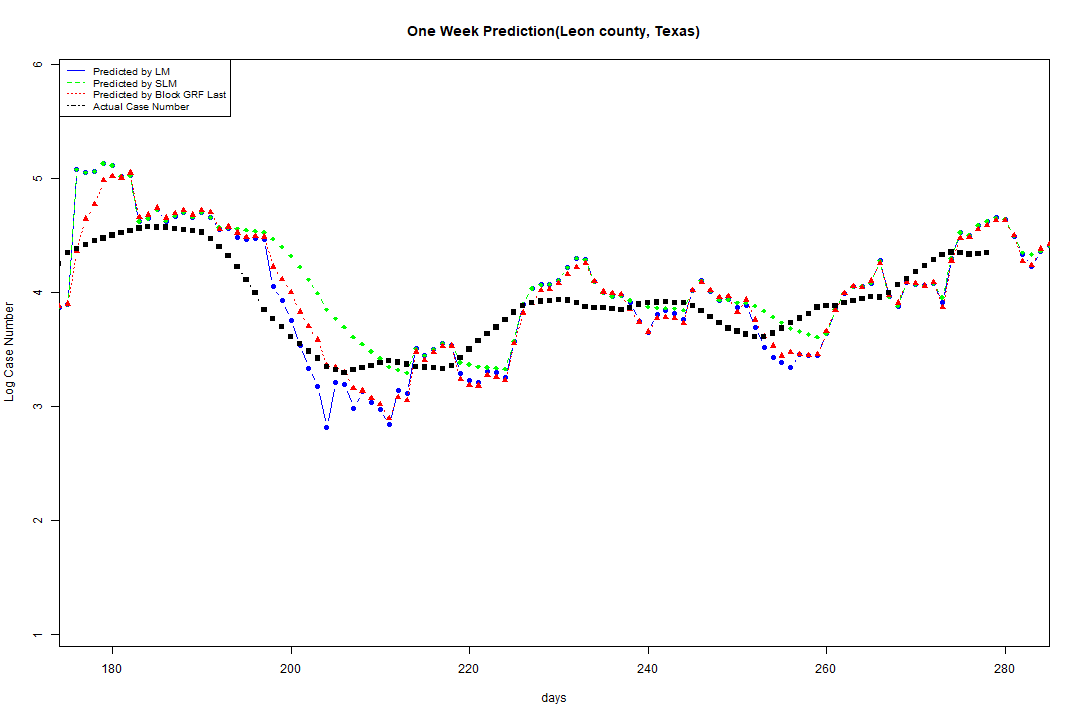 One Week Prediction(Leon county, Texas)
Predicted by LM
Predicted by SLM
Predicted by Block GRF Last
Actual Case Number
6
5
4
3
2
1
Log Case Number
180 200 220 240 260 280
days